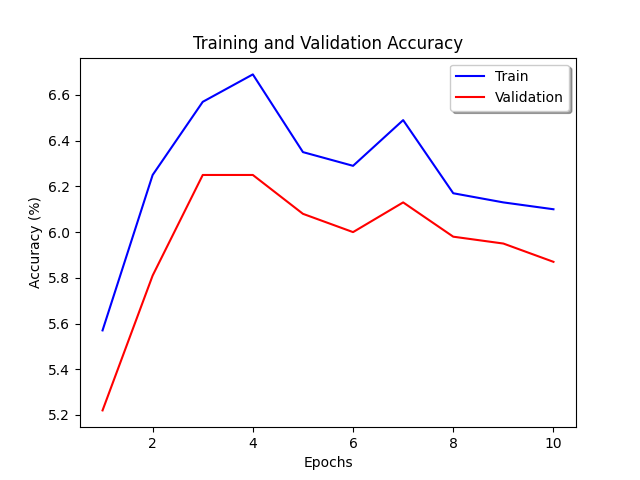 Training and Validation Accuracy
Train
Validation
Accuracy (%)
6.6
6.4
6.2
6.0
5.8
5.6
5.4
5.2
2
4
6
8
10
Epochs